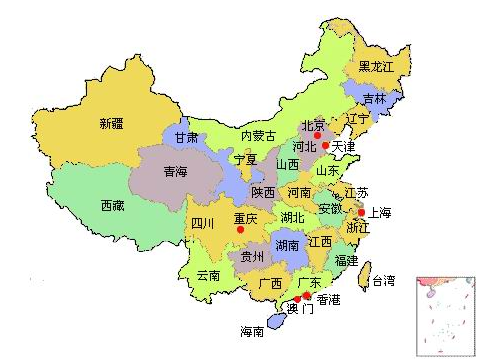 黑龙江
吉林
辽宁
新疆
甘肃
内蒙古
北京
天津
河北
宁夏
山西
山东
青海
陕西
河南
江苏
西藏
安徽
上海
四川
重庆
湖北
浙江
湖南
江西
贵州
福建
云南
广西
广东
台湾
香港
澳门
海南